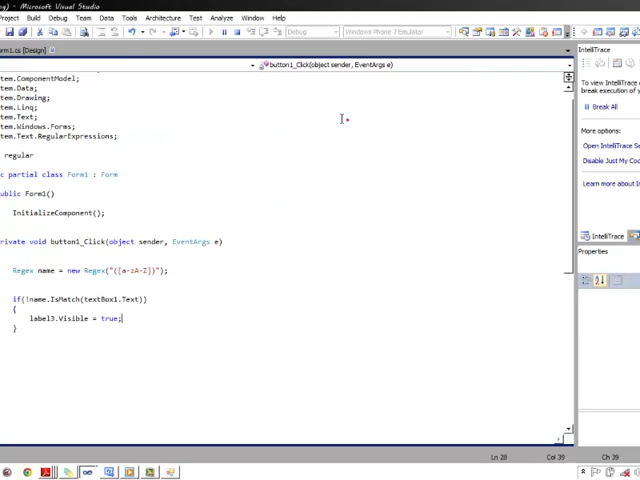 ng) - Microsoft Visual Studio
Project Build Debug Team Data Tools Architecture Test Analyze Window Help
Debug Windows Phone 7 Emulator
orm1.cs [Design]
button1_Click(object sender, EventArgs e)
tem.ComponentModel;
tem.Data;
tem.Drawing;
tem.Linq;
tem.Text;
tem.Windows.Forms;
tem.Text.RegularExpressions;
regular
ic partial class Form1 : Form
ublic Form1()
InitializeComponent();
rivate void button1_Click(object sender, EventArgs e)
Regex name = new Regex("([a-zA-Z])");
if(!name.IsMatch(textBox1.Text))
{
label3.Visible = true;
}
IntelliTrace
To view IntelliTrace
break execution of y
Break All
More options:
Open IntelliTrace Se
Disable Just My Co
Learn more about In
IntelliTrace
Properties
Ln 28 Col 39 Ch 39